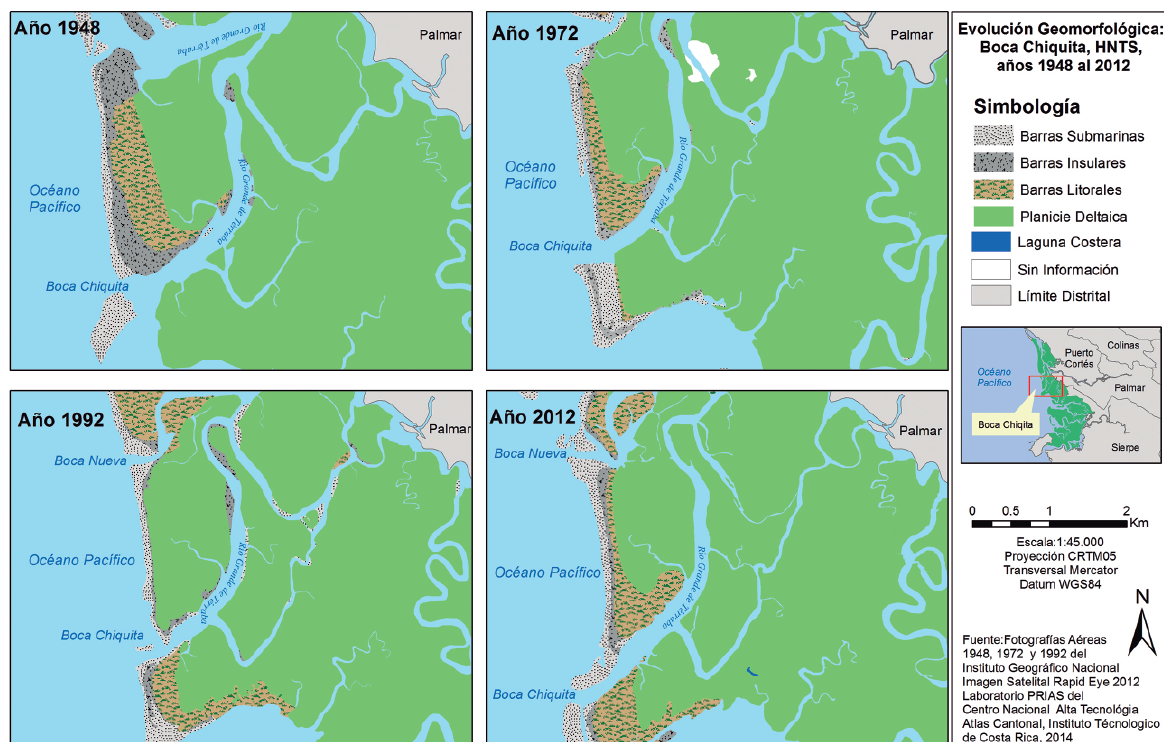 Año 1948
Río Grande de Térraba
Palmar
Océano
Pacífico
Río Grande de Térraba
Boca Chiquita
Año 1972
Palmar
Océano
Pacífico
Río Grande de Térraba
Boca Chiquita
Año 1992
Palmar
Boca Nueva
Océano Pacífico
Río Grande de Térraba
Boca Chiquita
Año 2012
Palmar
Boca Nueva
Océano Pacífico
Río Grande de Térraba
Boca Chiquita
Evolución Geomorfológica:
Boca Chiquita, HNTS,
años 1948 al 2012
Simbología
Barras Submarinas
Barras Insulares
Barras Litorales
Planicie Deltaica
Laguna Costera
Sin Información
Límite Distrital
Colinas
Puerto
Cortés
Océano
Pacífico
Palmar
Boca Chiqita
Sierpe
0 0.5 1 2
Km
Escala:1:45.000
Proyección CRTM05
Transversal Mercator
Datum WGS84
N
Fuente:Fotografías Aéreas
1948, 1972 y 1992 del
Instituto Geográfico Nacional
Imagen Satelital Rapid Eye 2012
Laboratorio PRIAS del
Centro Nacional Alta Tecnológia
Atlas Cantonal, Instituto Técnologico
de Costa Rica, 2014